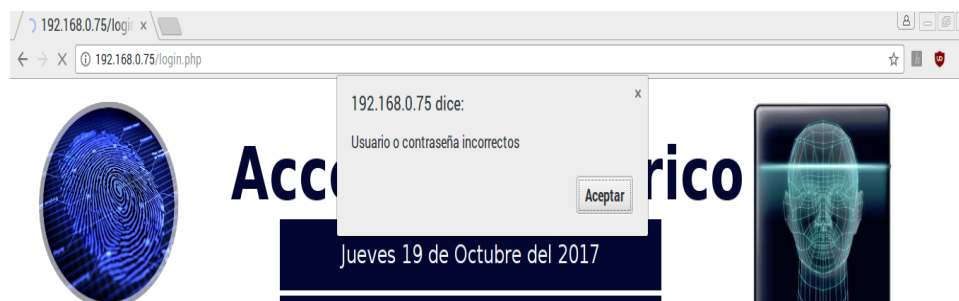 192.168.0.75/logi
192.168.0.75/login.php
192.168.0.75 dice:
Usuario o contraseña incorrectos
Aceptar
Acc rico
Jueves 19 de Octubre del 2017